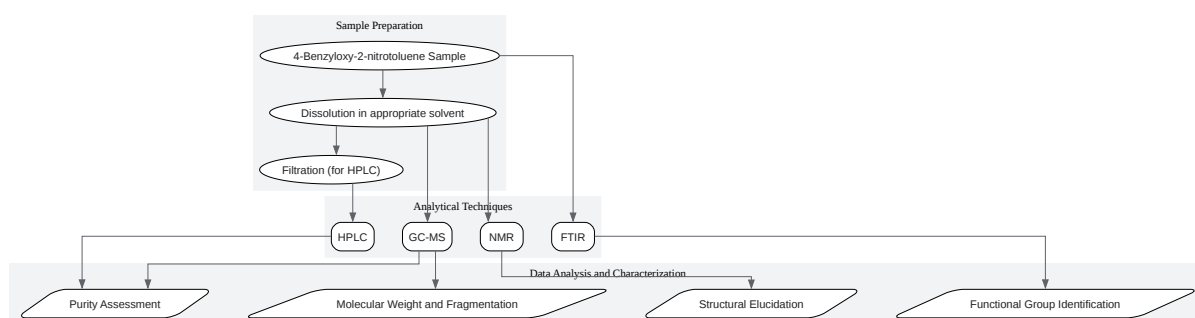 Sample Preparation
4-Benzyloxy-2-nitrotoluene Sample
Dissolution in appropriate solvent
Filtration (for HPLC)
Analytical Techniques
HPLC
GC-MS
NMR
FTIR
Data Analysis and Characterization
Purity Assessment
Molecular Weight and Fragmentation
Structural Elucidation
Functional Group Identification